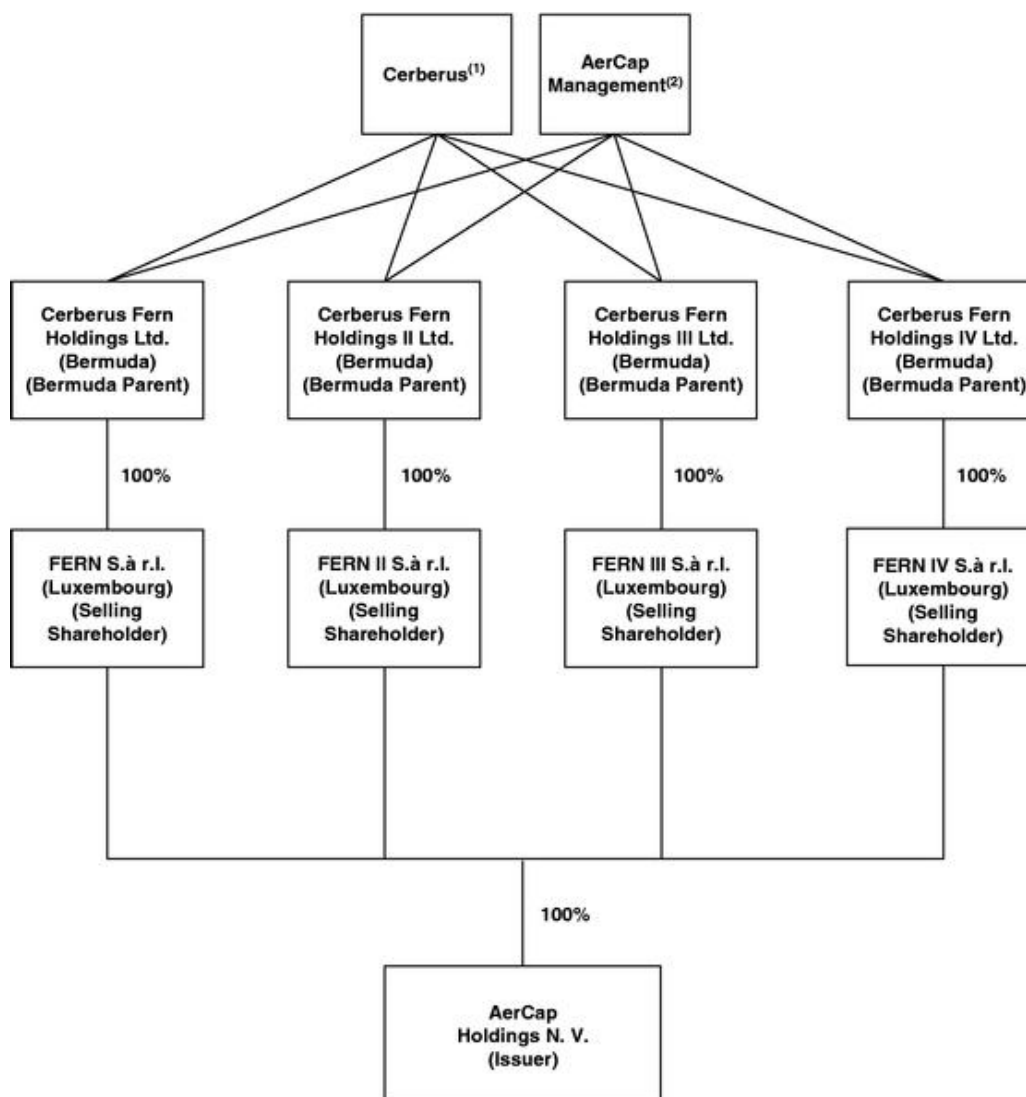 Cerberus(1)
AerCap
Management(2)
Cerberus Fern
Holdings Ltd.
(Bermuda)
(Bermuda Parent)
Cerberus Fern
Holdings II Ltd.
(Bermuda)
(Bermuda Parent)
Cerberus Fern
Holdings III Ltd.
(Bermuda)
(Bermuda Parent)
Cerberus Fern
Holdings IV Ltd.
(Bermuda)
(Bermuda Parent)
100%
100%
100%
100%
FERN S.à r.l.
(Luxembourg)
(Selling
Shareholder)
FERN II S.à r.l.
(Luxembourg)
(Selling
Shareholder)
FERN III S.à r.l.
(Luxembourg)
(Selling
Shareholder)
FERN IV S.à r.l.
(Luxembourg)
(Selling
Shareholder)
100%
AerCap
Holdings N. V.
(Issuer)